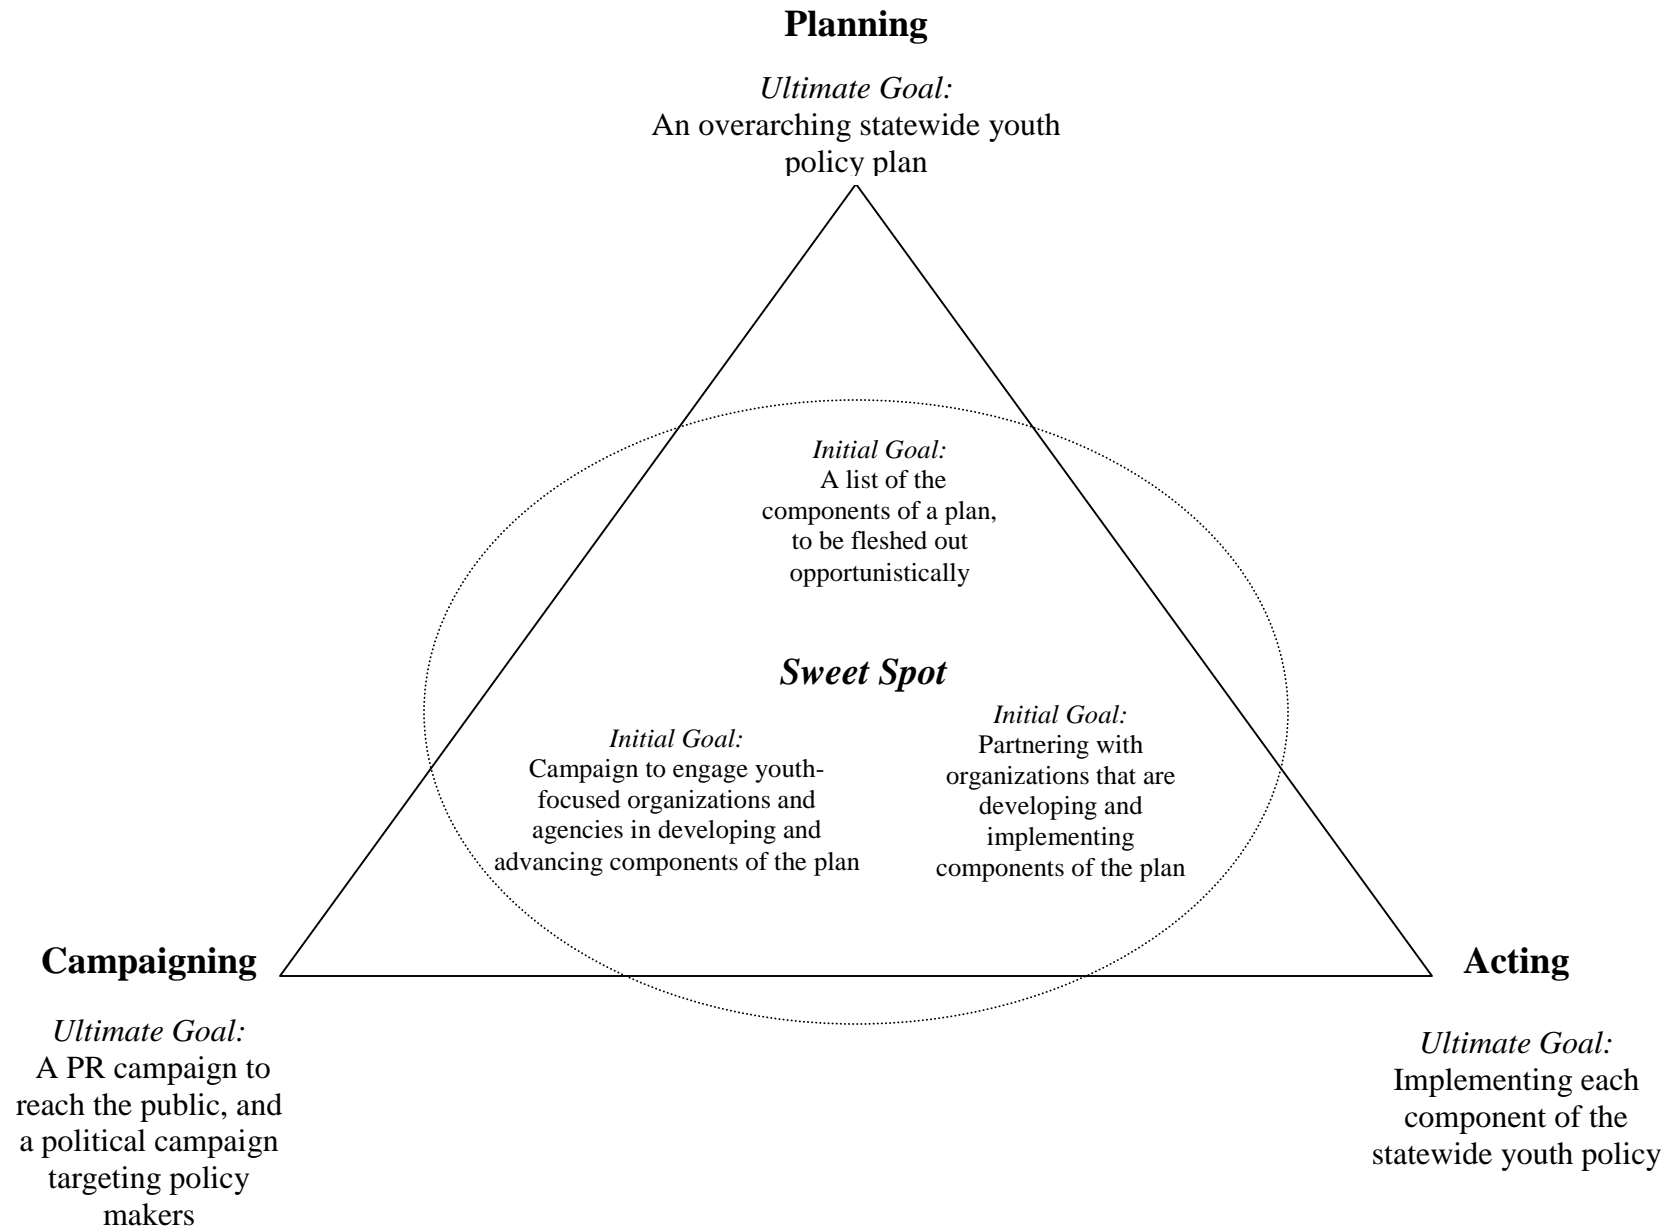 Planning
Ultimate Goal:
An overarching statewide youth
policy plan
Initial Goal:
A list of the
components of a plan,
to be fleshed out
opportunistically
Sweet Spot
Initial Goal:
Campaign to engage youth-
focused organizations and
agencies in developing and
advancing components of the plan
Initial Goal:
Partnering with
organizations that are
developing and
implementing
components of the plan
Campaigning
Ultimate Goal:
A PR campaign to
reach the public, and
a political campaign
targeting policy
makers
Acting
Ultimate Goal:
Implementing each
component of the
statewide youth policy